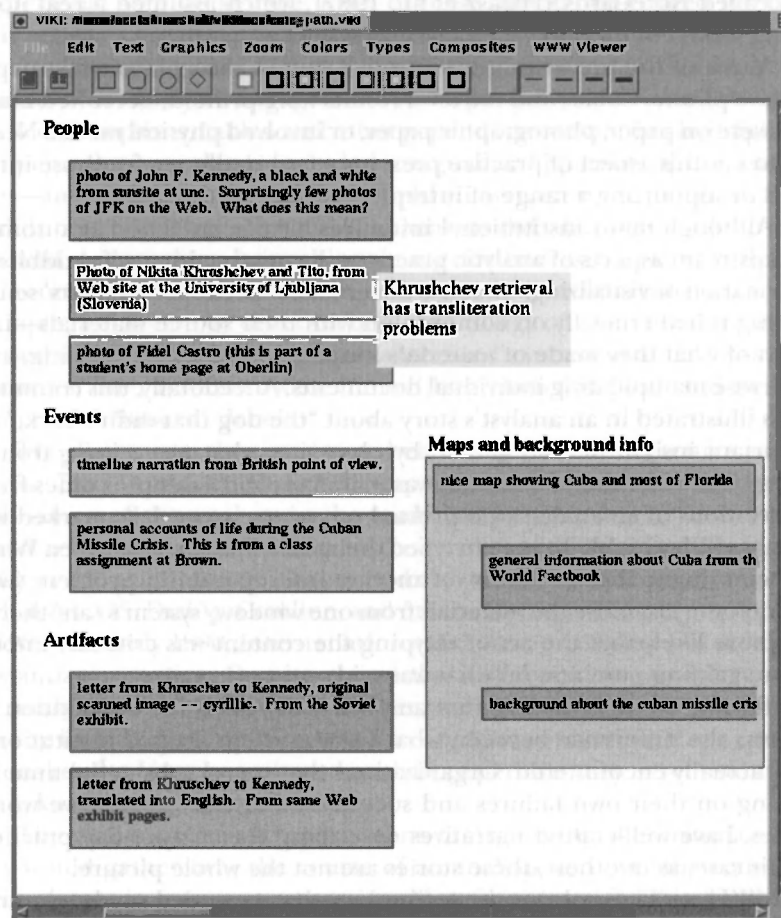 VIKI:
File Edit Text Graphics Zoom Colors Types Composites WWW Viewer
People
photo of John F. Kennedy, a black and white
from sunsite at unc. Surprisingly few photos
of JFK on the Web. What does this mean?
Photo of Nikita Khrushchev and Tito, from
Web site at the University of Ljubljana
(Slovenia)
Khrushchev retrieval
has transliteration
problems
photo of Fidel Castro (this is part of a
student's home page at Oberlin)
Events
timeline narration from British point of view.
personal accounts of life during the Cuban
Missile Crisis. This is from a class
assignment at Brown.
Maps and background info
nice map showing Cuba and most of Florida
general information about Cuba from th
World Factbook
background about the cuban missile cris
Artifacts
letter from Khruschev to Kennedy, original
scanned image -- cyrillic. From the Soviet
exhibit.
letter from Khruschev to Kennedy,
translated into English. From same Web
exhibit pages.